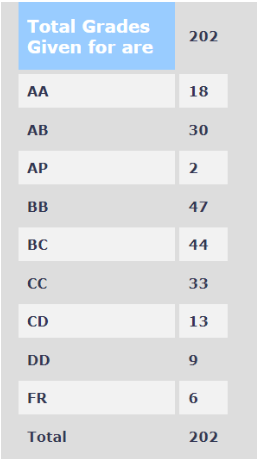 Total Grades
Given for are 202
AA 18
AB 30
AP 2
BB 47
BC 44
CC 33
CD 13
DD 9
FR 6
Total 202